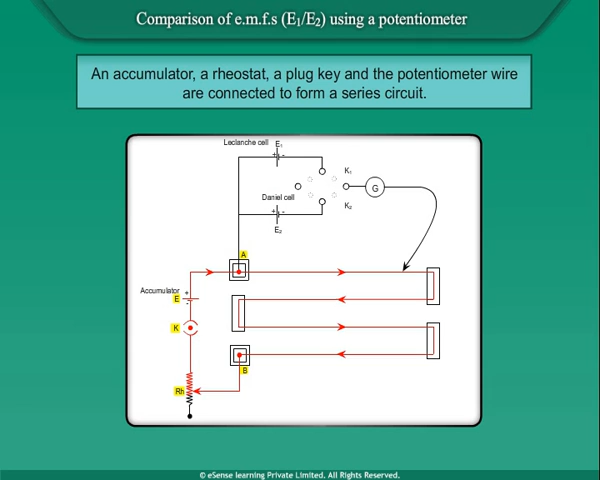 Comparison of e.m.f.s (E₁/E₂) using a potentiometer
An accumulator, a rheostat, a plug key and the potentiometer wire
are connected to form a series circuit.
Leclanche cell E₁
+ -
K₁
G
Daniel cell
+ -
K₂
E₂
A
Accumulator +
E
-
K
B
Rh
© eSense learning Private Limited. All Rights Reserved.